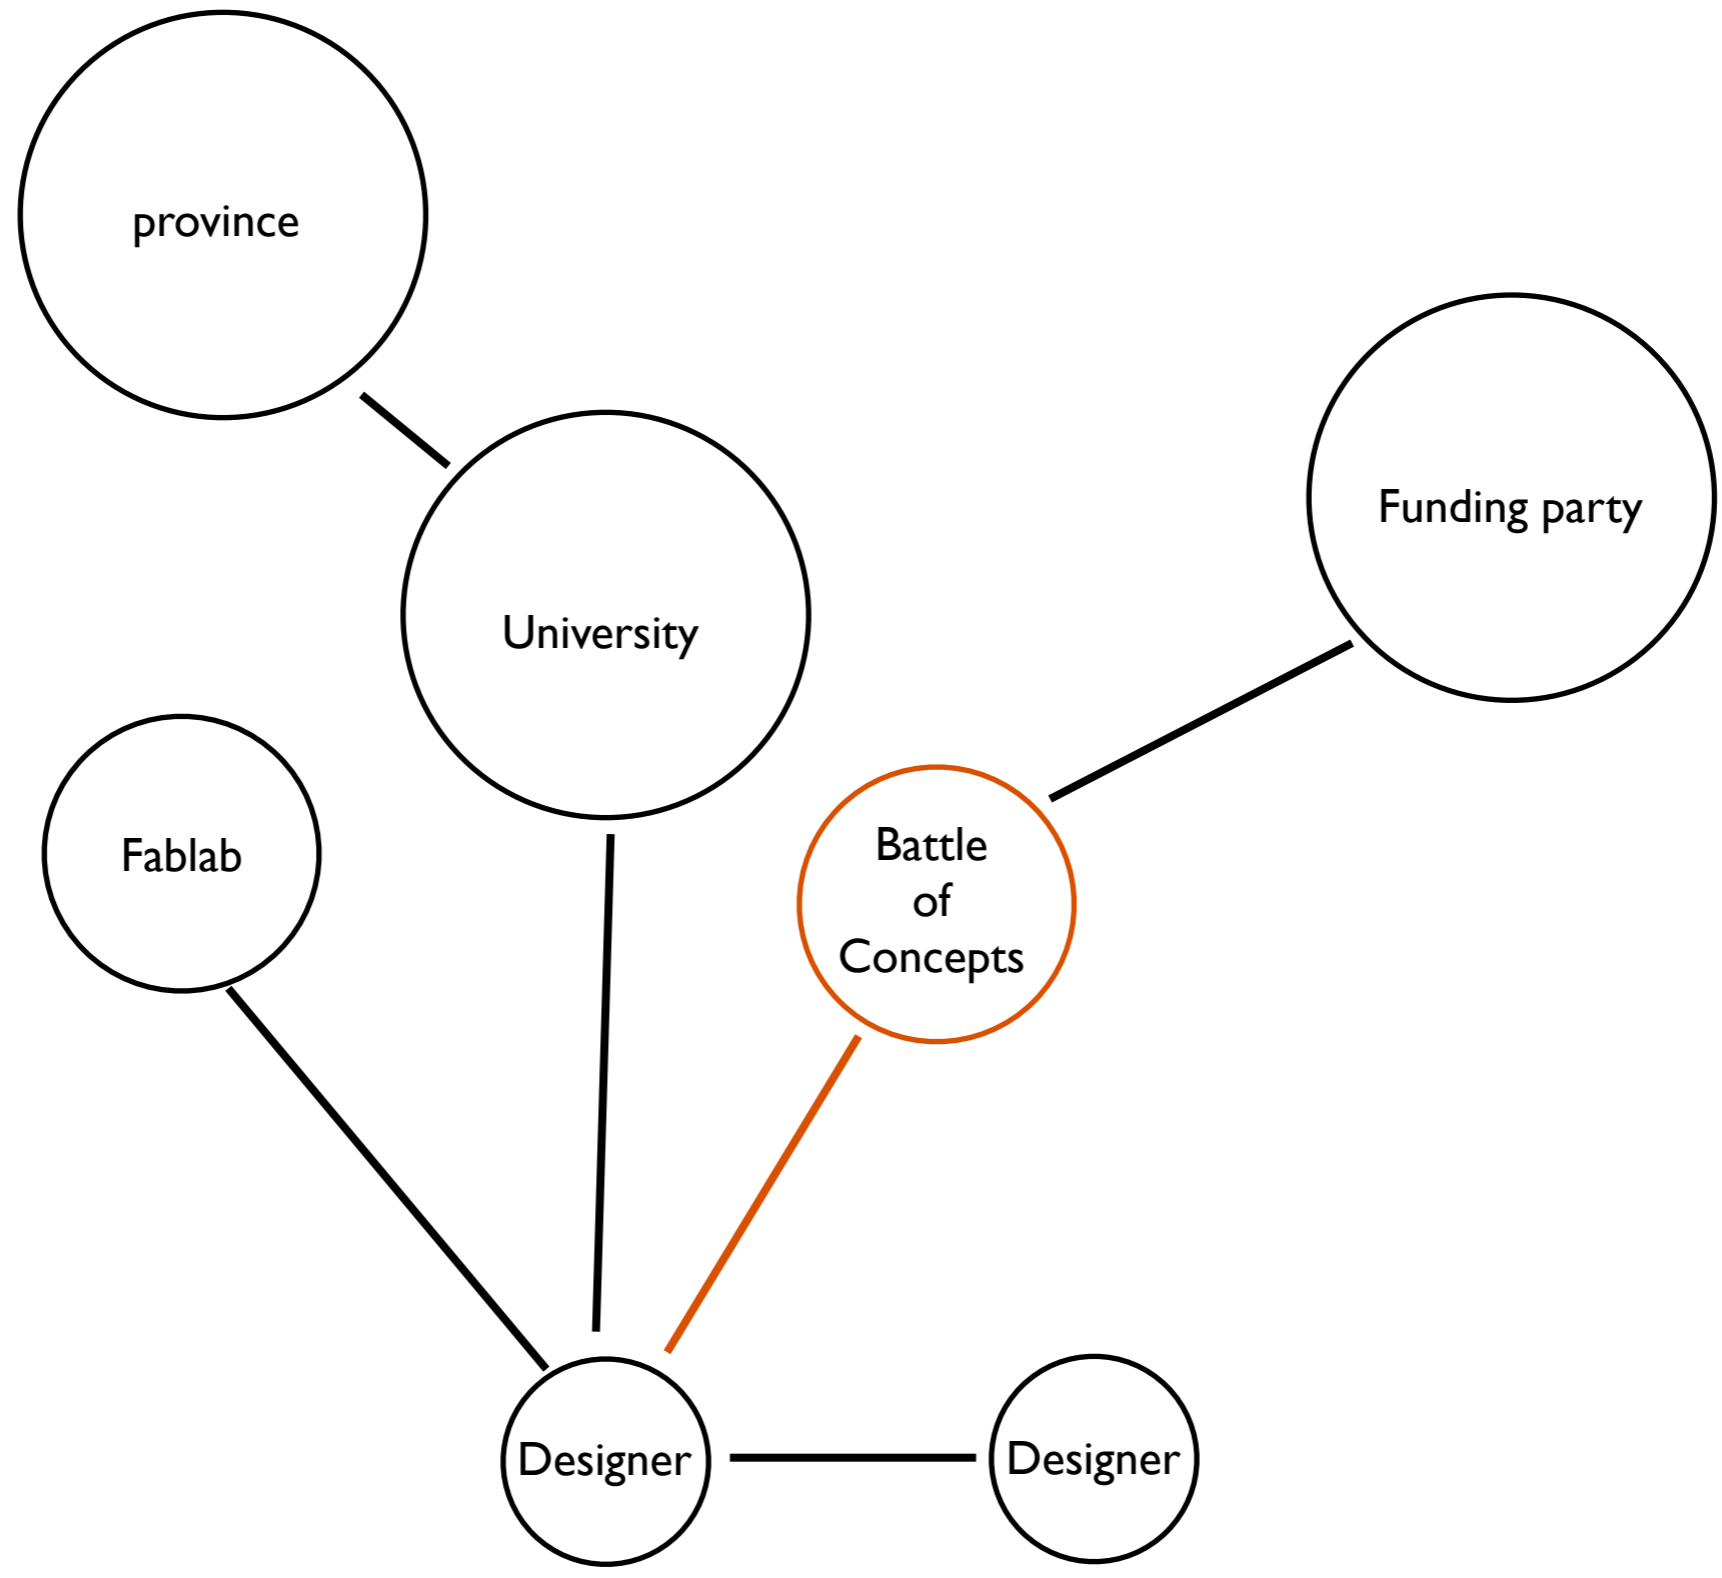 province
Funding party
University
Fablab
Battle
of
Concepts
Designer
Designer